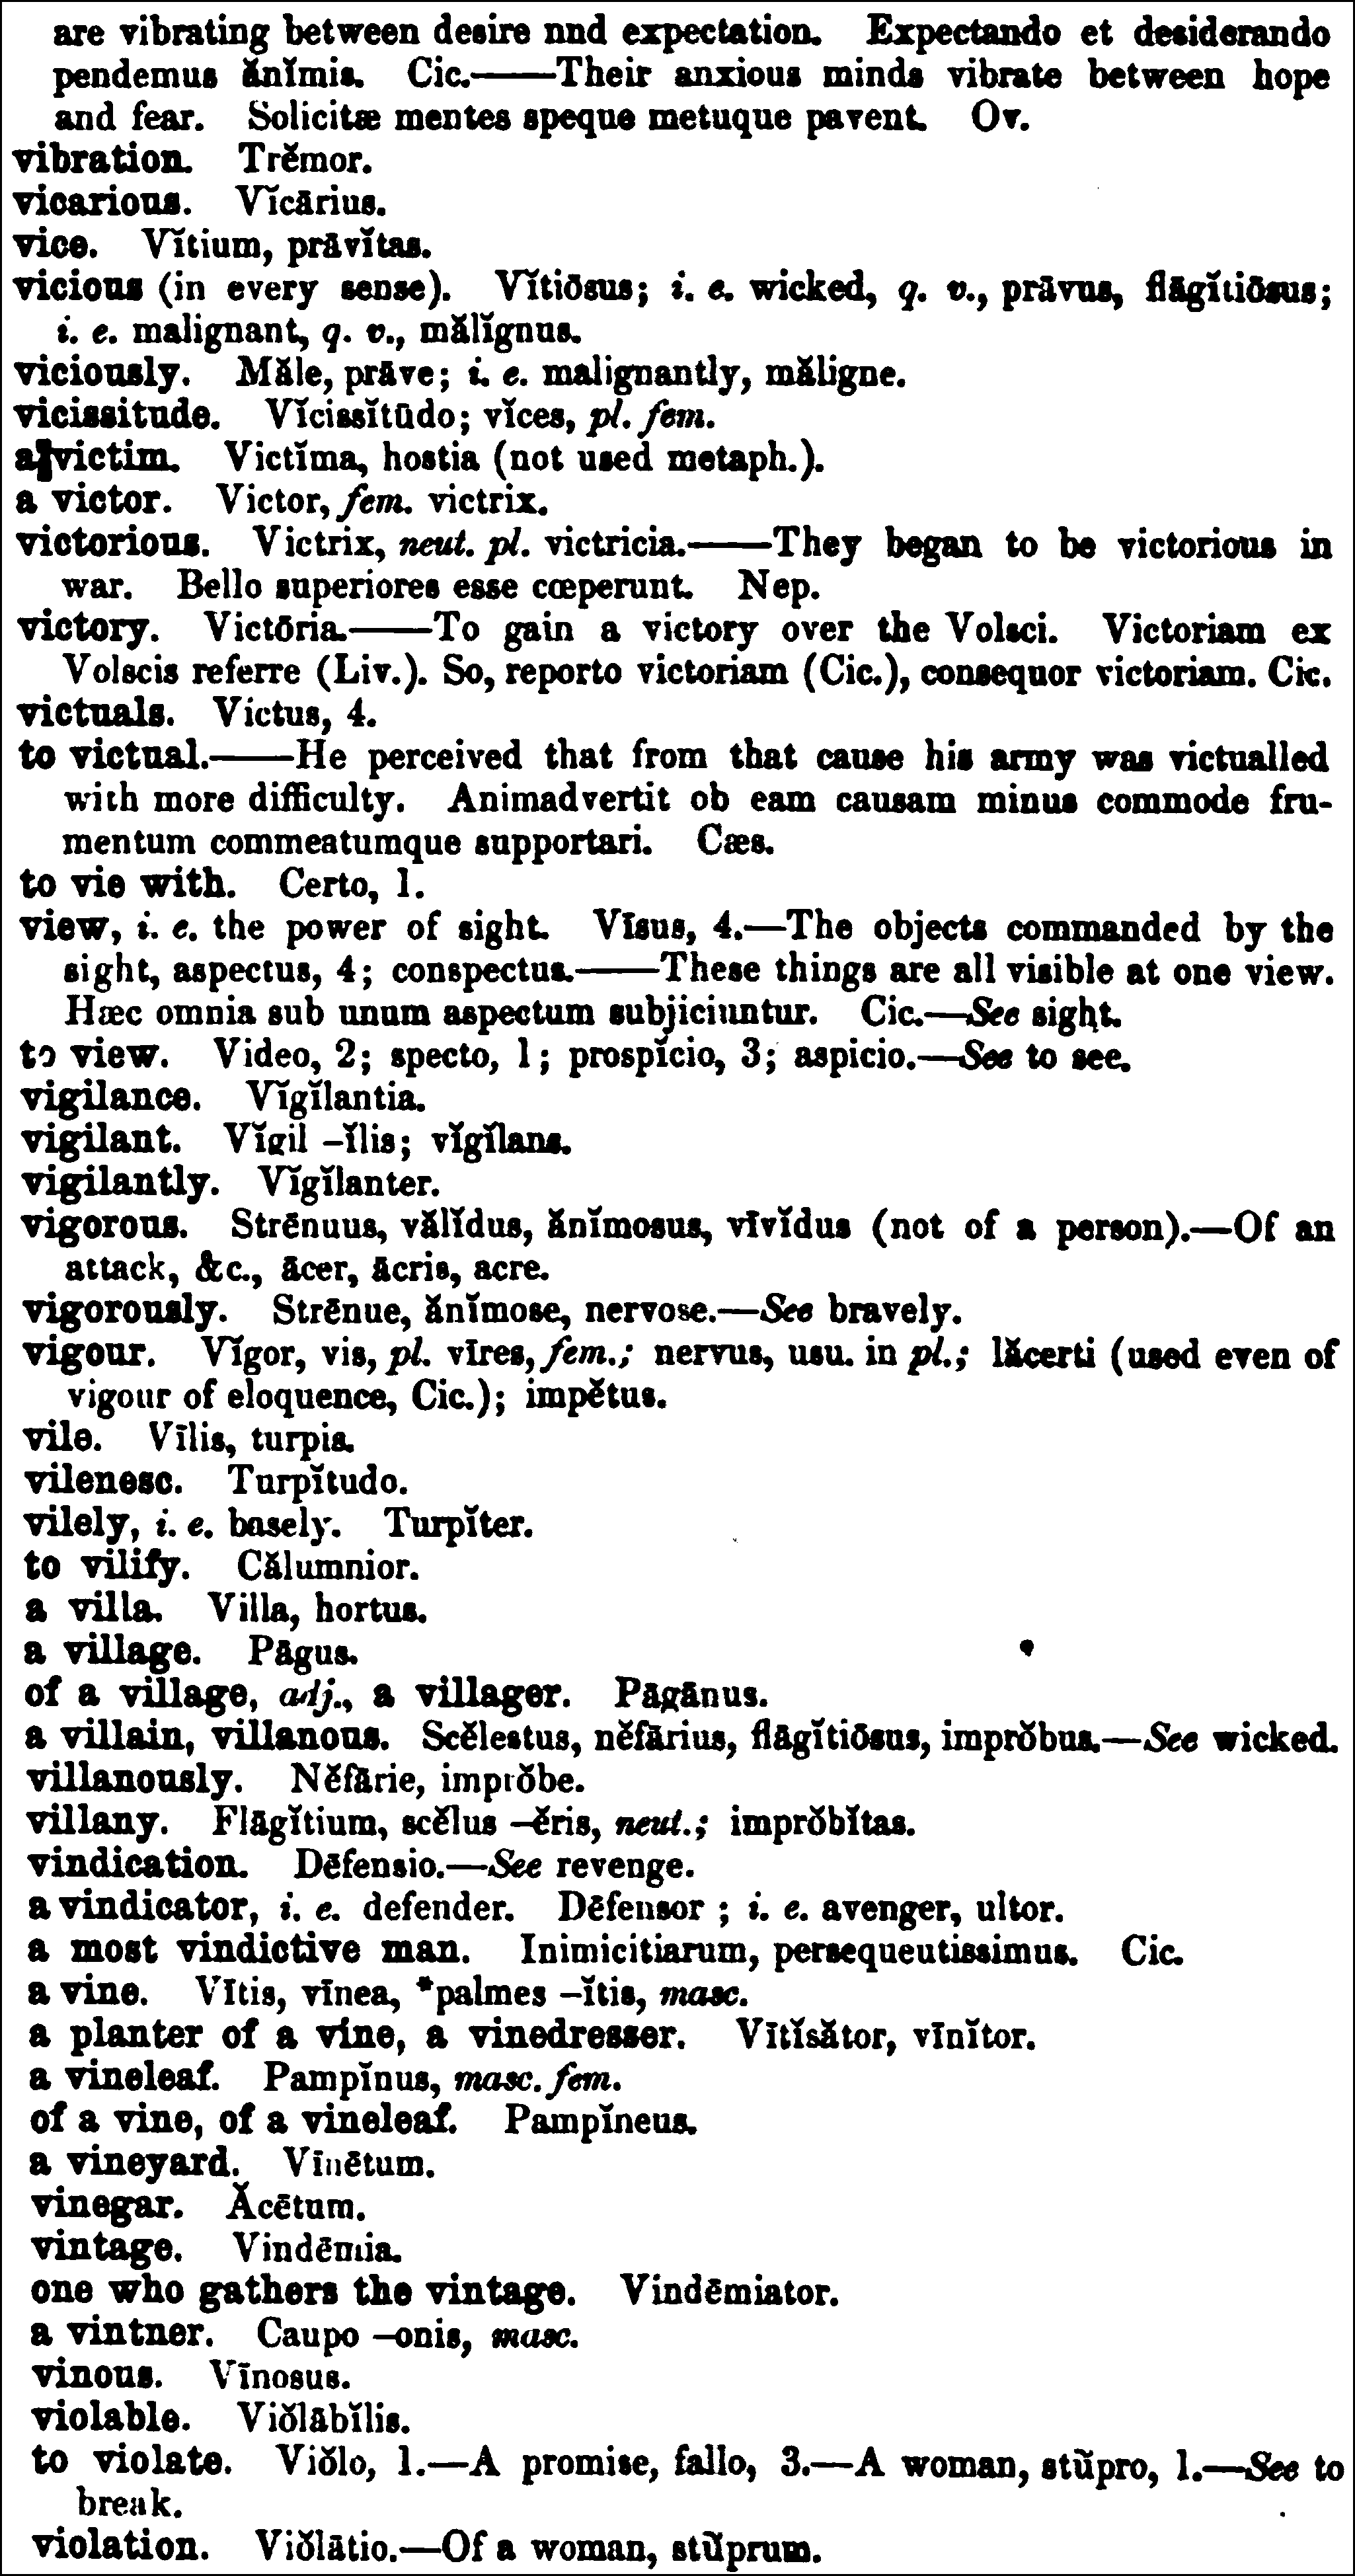 are vibrating between desire nnd expectation. Expectando et desiderando
pendemus ănĭmis. Cic.——Their anxious minds vibrate between hope
and fear. Solicitæ mentes speque metuque pavent. Ov.
vibration. Trĕmor.
vicarious. Vĭcārius.
vice. Vĭtium, prāvĭtas.
vicious (in every sense). Vĭtiōsus; i. e. wicked, q. v., prāvus, flāgĭtiōsus;
i. e. malignant, q. v., mălĭgnus.
viciously. Măle, prāve; i. e. malignantly, măligne.
vicissitude. Vĭcissĭtūdo; vĭces, pl. fem.
a victim. Victĭma, hostia (not used metaph.).
a victor. Victor, fem. victrix.
victorious. Victrix, neut. pl. victricia.——They began to be victorious in
war. Bello superiores esse cœperunt. Nep.
victory. Victōria.——To gain a victory over the Volsci. Victoriam ex
Volscis referre (Liv.). So, reporto victoriam (Cic.), consequor victoriam. Cic.
victuals. Victus, 4.
to victual.——He perceived that from that cause his army was victualled
with more difficulty. Animadvertit ob eam causam minus commode fru-
mentum commeatumque supportari. Cæs.
to vie with. Certo, 1.
view, i. e. the power of sight. Vīsus, 4.—The objects commanded by the
sight, aspectus, 4; conspectus.——These things are all visible at one view.
Hæc omnia sub unum aspectum subjiciuntur. Cic.—See sight.
to view. Video, 2; specto, 1; prospĭcio, 3; aspicio.—See to see.
vigilance. Vĭgĭlantia.
vigilant. Vĭgil –ĭlis; vĭgĭlans.
vigilantly. Vĭgĭlanter.
vigorous. Strēnuus, vălĭdus, ănĭmosus, vīvĭdus (not of a person).—Of an
attack, &c., ācer, ācris, acre.
vigorously. Strēnue, ănĭmose, nervose.—See bravely.
vigour. Vĭgor, vis, pl. vīres, fem.; nervus, usu. in pl.; lăcerti (used even of
vigour of eloquence, Cic.); impĕtus.
vile. Vīlis, turpis.
vilenesc. Turpĭtudo.
vilely, i. e. basely. Turpĭter.
to vilify. Călumnior.
a villa. Villa, hortus.
a village. Pāgus.
of a village, adj., a villager. Pāgānus.
a villain, villanous. Scĕlestus, nĕfārius, flāgĭtiōsus, imprŏbus.—See wicked.
villanously. Nĕfārie, imprŏbe.
villany. Flāgĭtium, scĕlus –ĕris, neut.; imprŏbĭtas.
vindication. Dēfensio.—See revenge.
a vindicator, i. e. defender. Dēfensor ; i. e. avenger, ultor.
a most vindictive man. Inimicitiarum, persequeutissimus. Cic.
a vine. Vītis, vīnea, *palmes –ĭtis, masc.
a planter of a vine, a vinedresser. Vītĭsător, vīnĭtor.
a vineleaf. Pampĭnus, masc. fem.
of a vine, of a vineleaf. Pampĭneus.
a vineyard. Vīnētum.
vinegar. Ăcētum.
vintage. Vindēmia.
one who gathers the vintage. Vindēmiator.
a vintner. Caupo –onis, masc.
vinous. Vīnosus.
violable. Viŏlābĭlis.
to violate. Viŏlo, 1.—A promise, fallo, 3.—A woman, stŭpro, 1.—See to
break.
violation. Viŏlātio.—Of a woman, stŭprum.